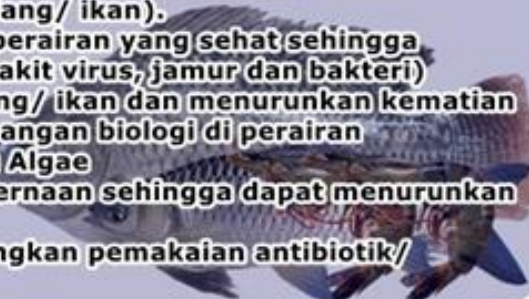 ang/ ikan).
perairan yang sehat sehingga
akit virus, jamur dan bakteri)
ng/ ikan dan menurunkan kematian
angan biologi di perairan
Algae
ernaan sehingga dapat menurunkan
ngkan pemakaian antibiotik/